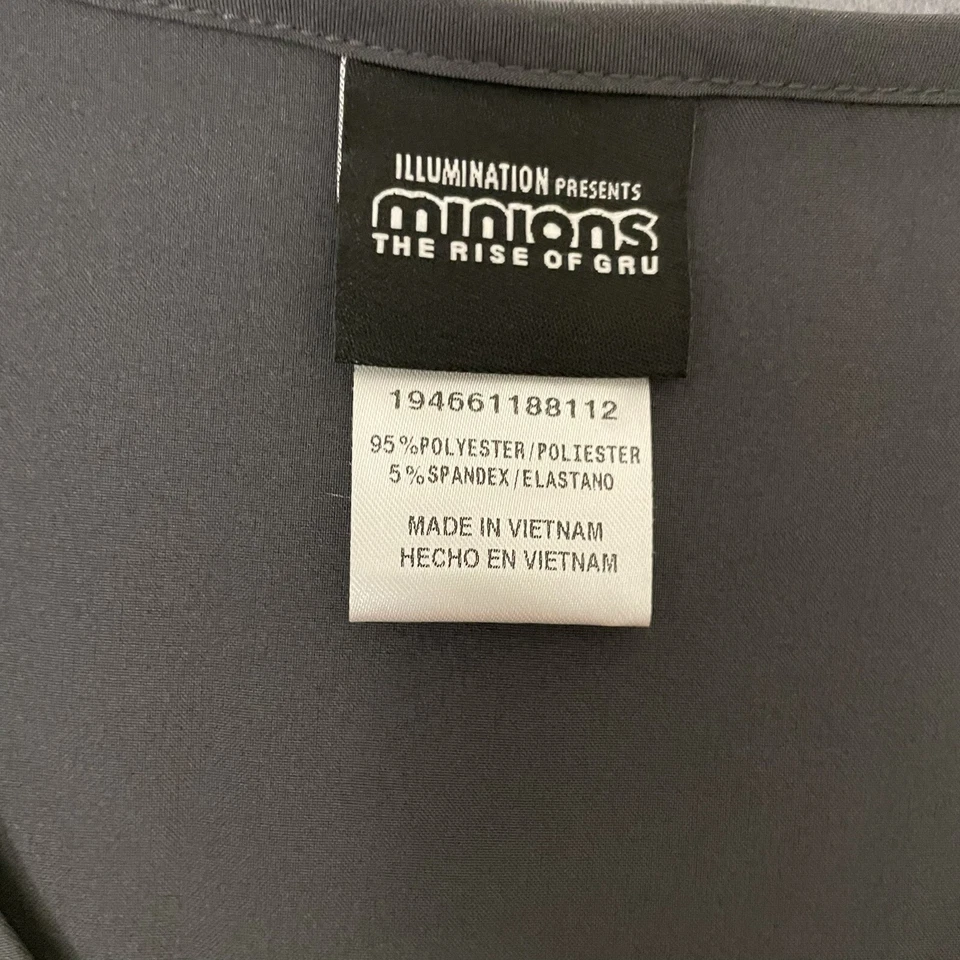 ILLUMINATION PRESENTS
minions
THE RISE OF GRU
194661188112
95%POLYESTER/POLIESTER
5%SPANDEX/ELASTANO
MADE IN VIETNAM
HECHO EN VIETNAM